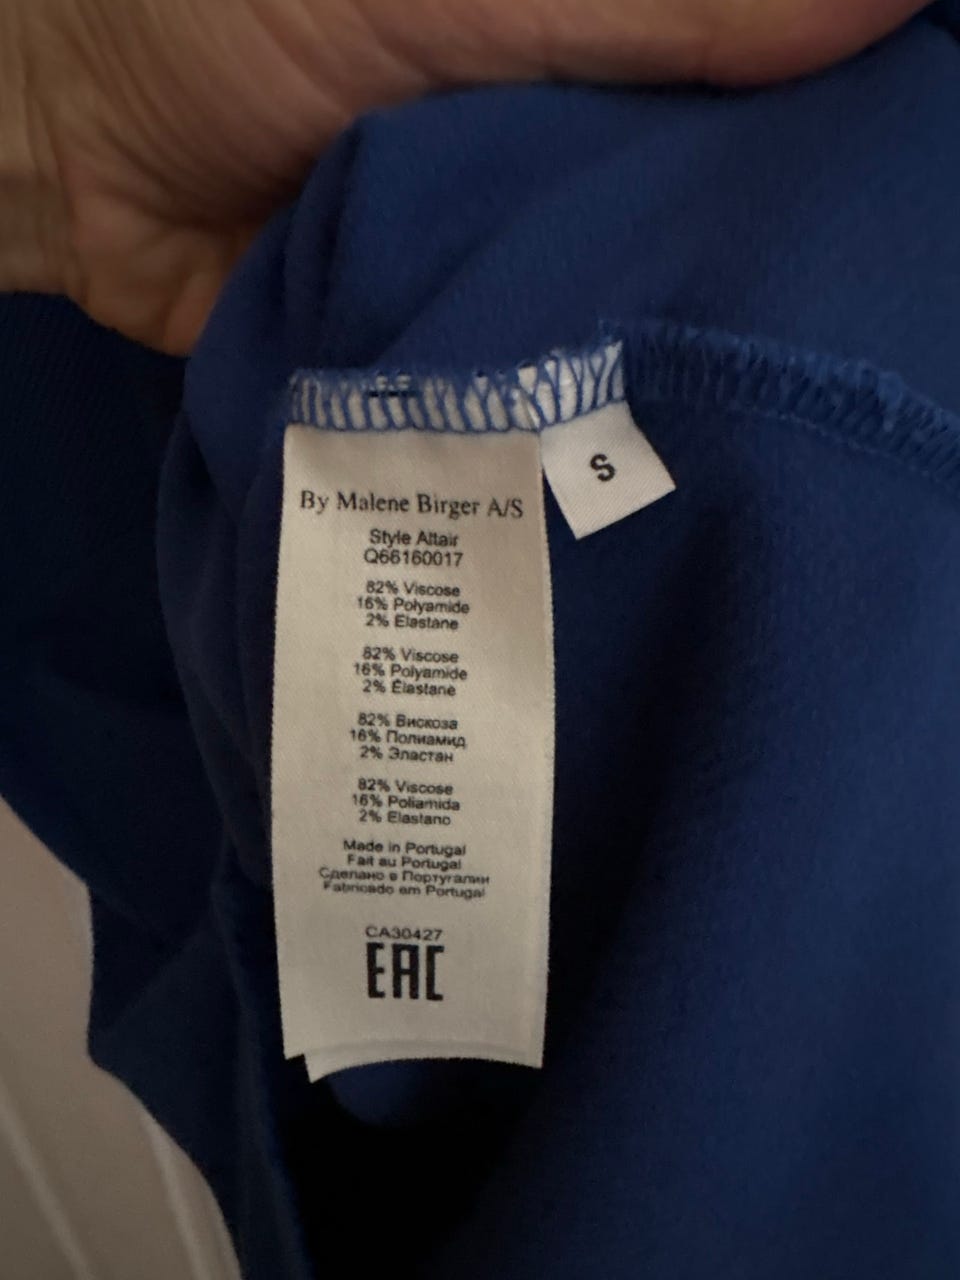 By Malene Birger A/S
S
Style Altair
Q66160017
82% Viscose
16% Polyamide
2% Elastane
82% Viscose
16% Polyamide
2% Élastane
82% Вискоза
16% Полиамид
2% Эластан
82% Viscose
16% Poliamida
2% Elastano
Made in Portugal
Fait au Portugal
Сделано в Португалии
Fabricado em Portugal
CA30427
EAC